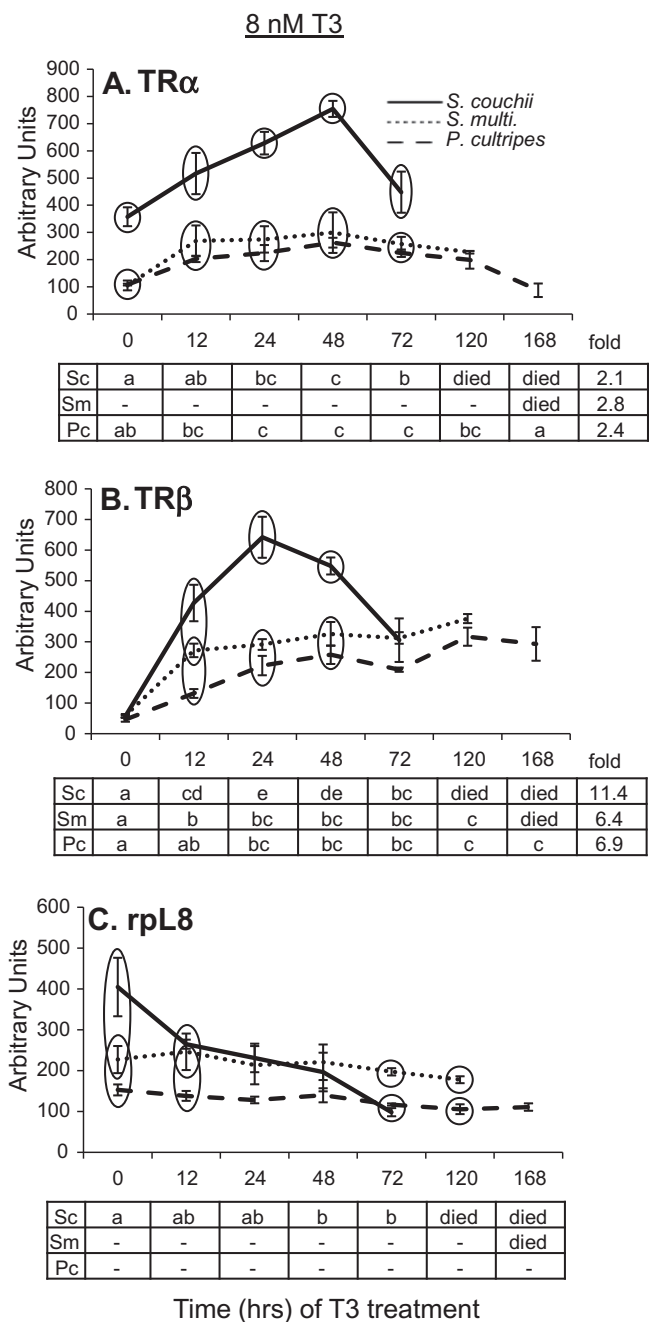 8 nM T3
A. TRα
S. couchii
S. multi.
P. cultripes
Arbitrary Units
900
800
700
600
500
400
300
200
100
0
0 12 24 48 72 120 168 fold
Sc a ab bc c b died died 2.1
Sm - - - - - - died 2.8
Pc ab bc c c c bc a 2.4
B. TRβ
Arbitrary Units
800
700
600
500
400
300
200
100
0
0 12 24 48 72 120 168 fold
Sc a cd e de bc died died 11.4
Sm a b bc bc bc c died 6.4
Pc a ab bc bc bc c c 6.9
C. rpL8
Arbitrary Units
600
500
400
300
200
100
0
0 12 24 48 72 120 168
Sc a ab ab b b died died
Sm - - - - - - died
Pc - - - - - - -
Time (hrs) of T3 treatment